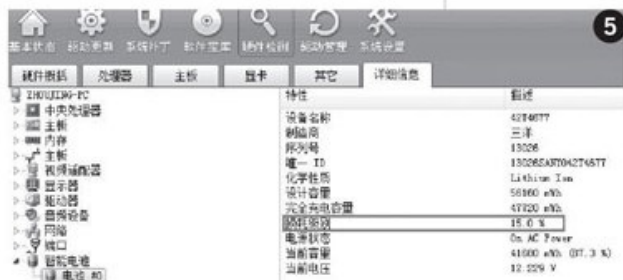 5
基本状态 驱动更新 系统补丁 软件宝库 硬件检测 驱动管理 系统设置
硬件概括 处理器 主板 显卡 其它 详细信息
ZHOUJING-PC
中央处理器
主板
内存
主板
视频适配器
显示器
驱动器
音频设备
网络
端口
智能电池
电池 #0
特性 描述
设备名称 42T4677
制造商 三洋
序列号 13026
唯一 ID 13026SANYO42T4677
化学性质 Lithium Ion
设计容量 56160 mWh
完全充电容量 47720 mWh
损耗级别 15.0 %
电源状态 On AC Power
当前容量 41680 mWh (87.3 %)
当前电压 12.229 V